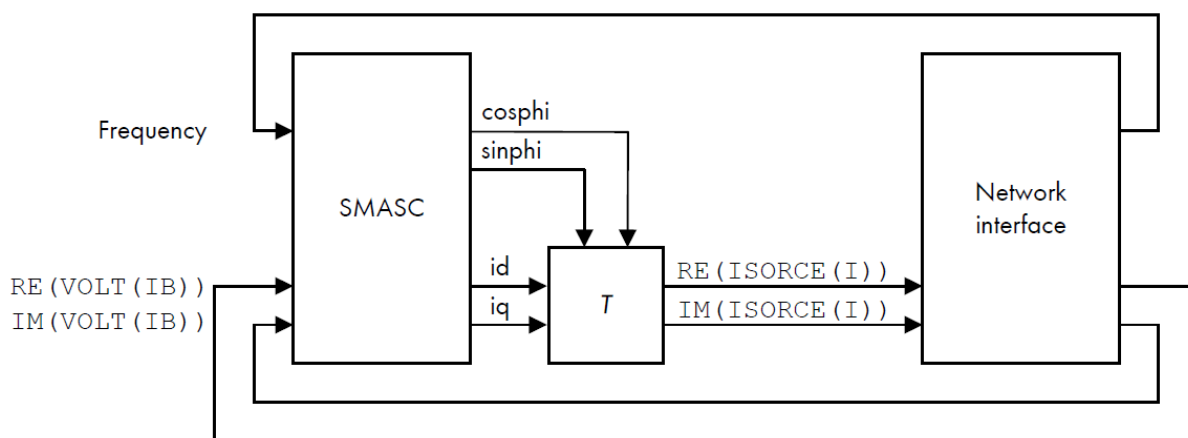 cosphi
Frequency
sinphi
SMASC
Network
interface
id
RE(ISORCE(I))
RE(VOLT(IB))
iq
T
IM(ISORCE(I))
IM(VOLT(IB))